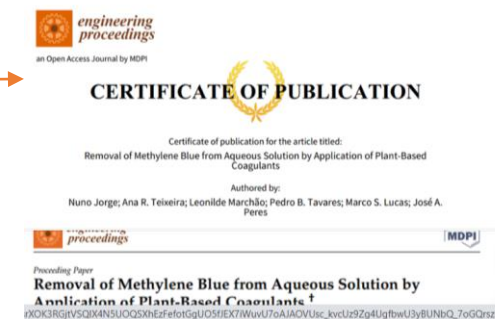 engineering
proceedings
an Open Access Journal by MDPI
CERTIFICATE OF PUBLICATION
Certificate of publication for the article titled:
Removal of Methylene Blue from Aqueous Solution by Application of Plant-Based
Coagulants
Authored by:
Nuno Jorge; Ana R. Teixeira; Leonilde Marchão; Pedro B. Tavares; Marco S. Lucas; José A.
Peres
proceedings
MDPI
Proceeding Paper
Removal of Methylene Blue from Aqueous Solution by
Application of Plant-Based Coagulants †